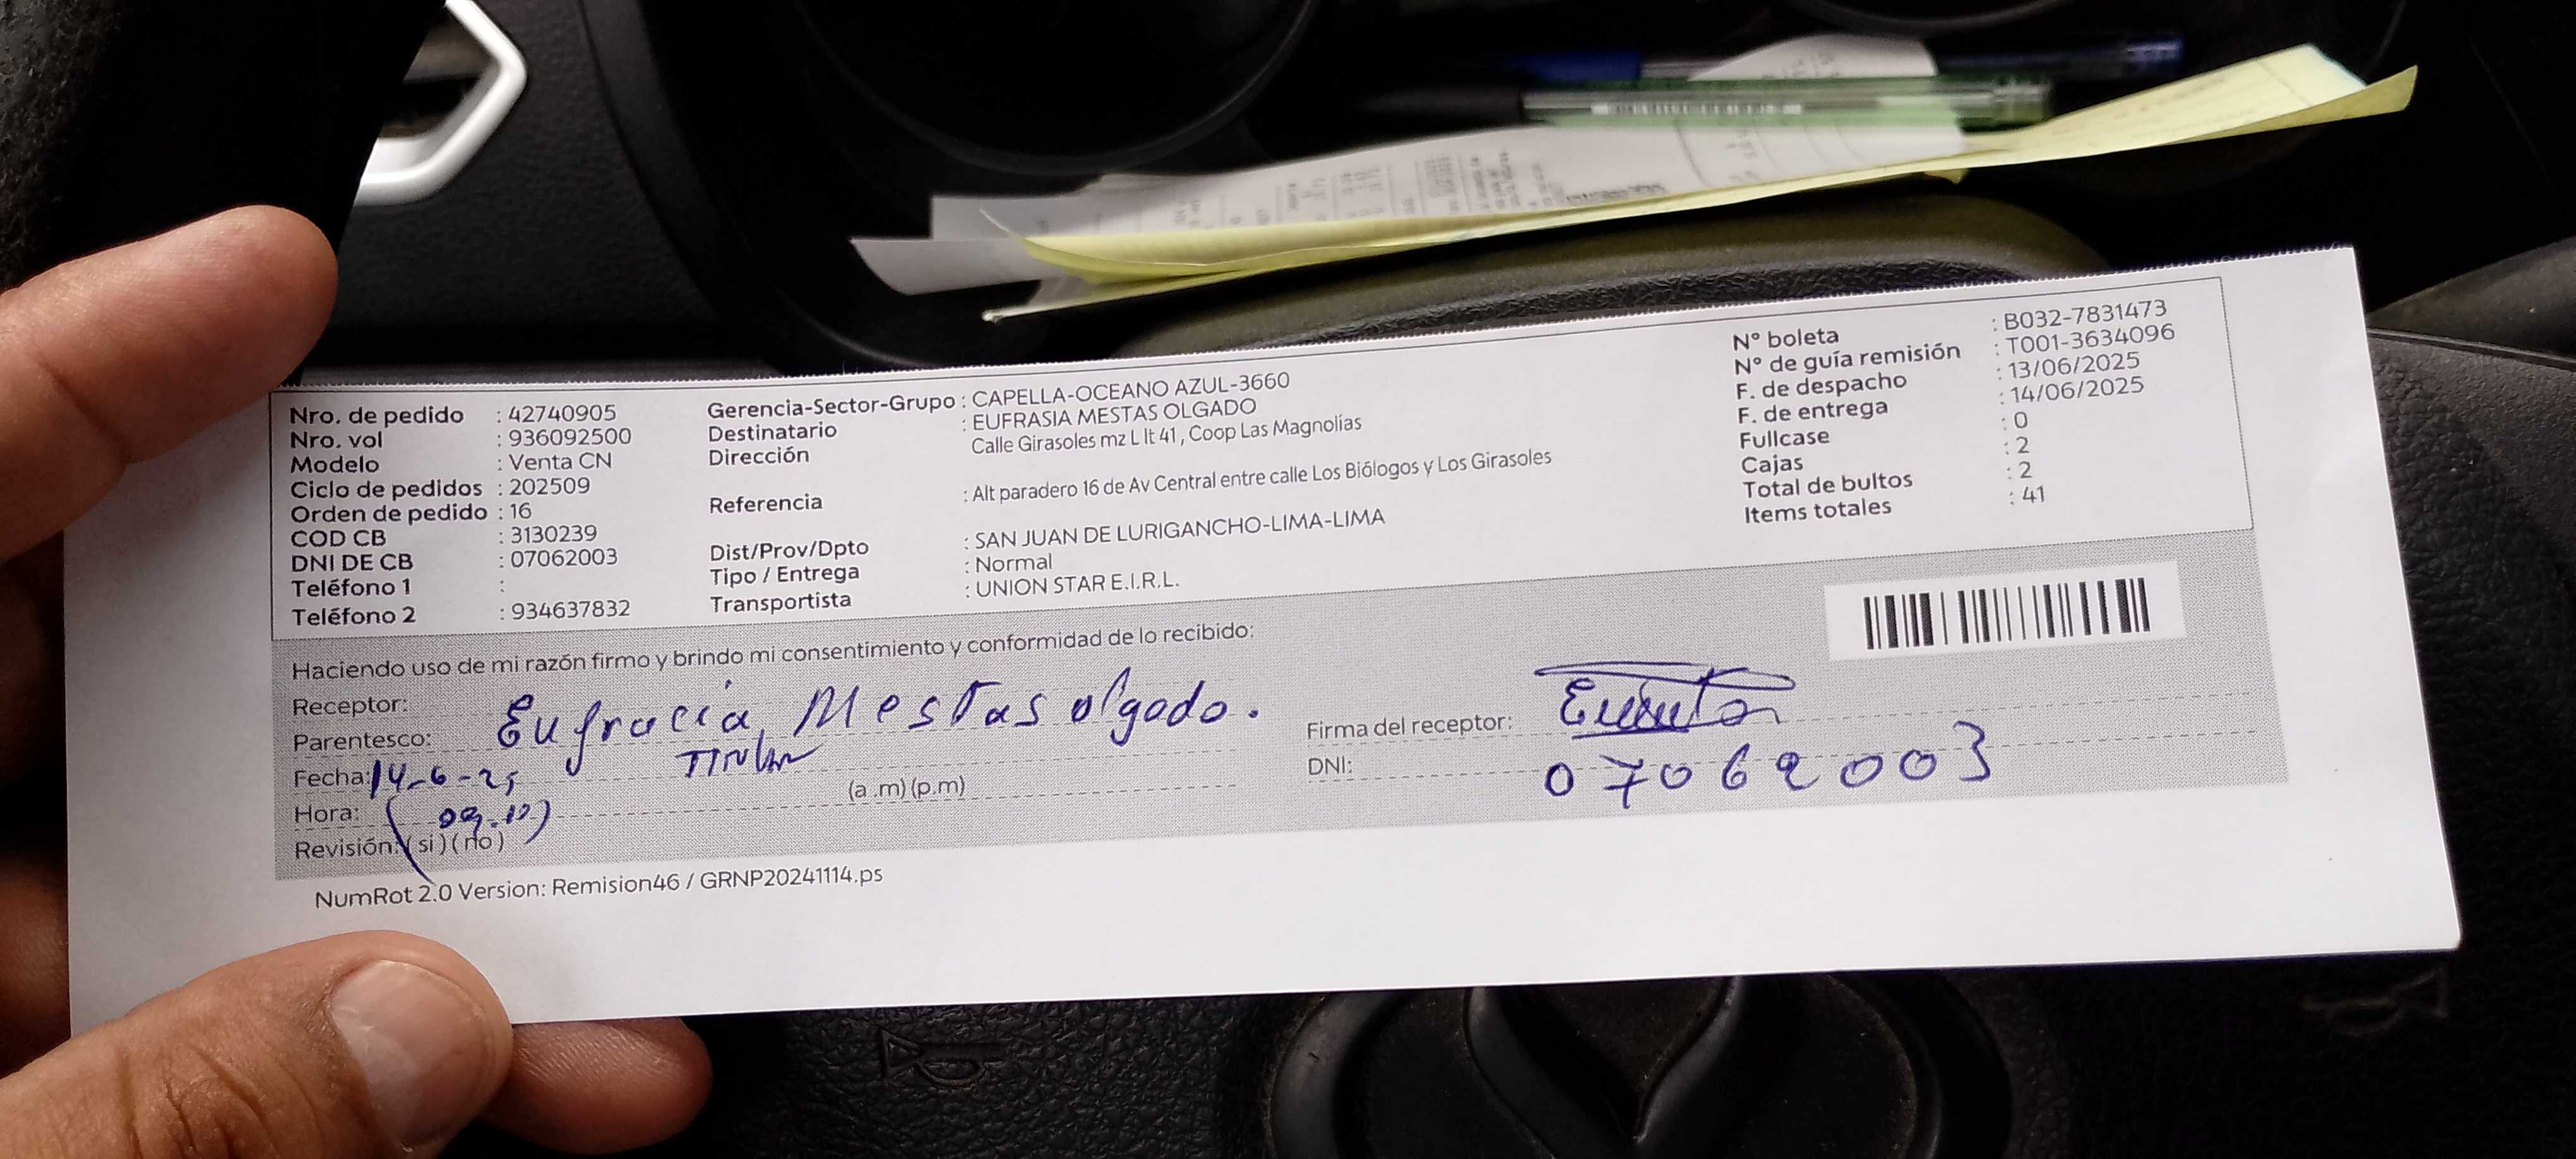 Nro. de pedido : 42740905
Nro. vol : 936092500
Modelo : Venta CN
Ciclo de pedidos : 202509
Orden de pedido : 16
COD CB : 3130239
DNI DE CB : 07062003
Teléfono 1 :
Teléfono 2 : 934637832
Gerencia-Sector-Grupo : CAPELLA-OCEANO AZUL-3660
Destinatario : EUFRASIA MESTAS OLGADO
Dirección Calle Girasoles mz L lt 41 , Coop Las Magnolías
Referencia : Alt paradero 16 de Av Central entre calle Los Biólogos y Los Girasoles
Dist/Prov/Dpto : SAN JUAN DE LURIGANCHO-LIMA-LIMA
Tipo / Entrega : Normal
Transportista : UNION STAR E.I.R.L.
N° boleta : B032-7831473
N° de guía remisión : T001-3634096
F. de despacho : 13/06/2025
F. de entrega : 14/06/2025
Fullcase : 0
Cajas : 2
Total de bultos : 2
Items totales : 41
Haciendo uso de mi razón firmo y brindo mi consentimiento y conformidad de lo recibido:
Receptor: Eufracia Mestas olgado.
Parentesco: TITULAR
Fecha: 14-6-25
Hora: (09.10) (a .m) (p.m)
Revisión: (si) (no)
Firma del receptor:
DNI: 07062003
NumRot 2.0 Version: Remision46 / GRNP20241114.ps